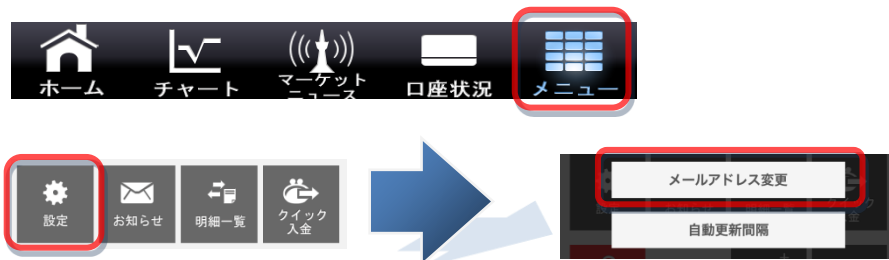 ホーム
チャート
マーケット
ニュース
口座状況
メニュー
設定
お知らせ
明細一覧
クイック
入金
メールアドレス変更
自動更新間隔